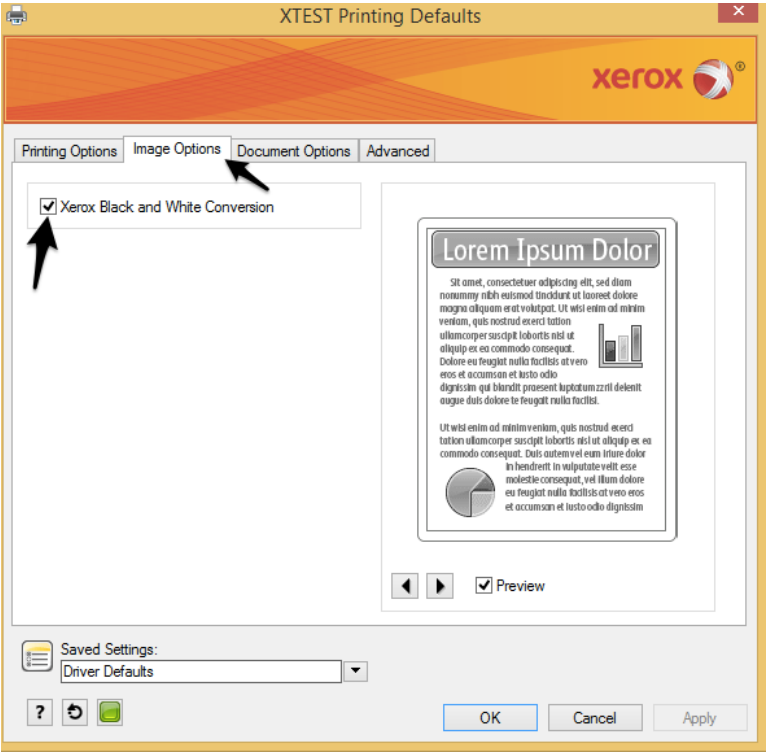 XTEST Printing Defaults
xerox ®
Printing Options Image Options Document Options Advanced
Xerox Black and White Conversion
Lorem Ipsum Dolor
Sit amet, consectetuer adipiscing elit, sed diam
nonummy nibh euismod tincidunt ut laoreet dolore
magna aliquam erat volutpat. Ut wisi enim ad minim
veniam, quis nostrud exerci tation
ullamcorper suscipit lobortis nisl ut
aliquip ex ea commodo consequat.
Dolore eu feugiat nulla facilisis at vero
eros et accumsan et iusto odio
dignissim qui blandit praesent luptatum zzril delenit
augue duis dolore te feugait nulla facilisi.
Ut wisi enim ad minim veniam, quis nostrud exerci
tation ullamcorper suscipit lobortis nisl ut aliquip ex ea
commodo consequat. Duis autem vel eum iriure dolor
in hendrerit in vulputate velit esse
molestie consequat, vel illum dolore
eu feugiat nulla facilisis at vero eros
et accumsan et iusto odio dignissim
Preview
Saved Settings:
Driver Defaults
?
OK Cancel Apply